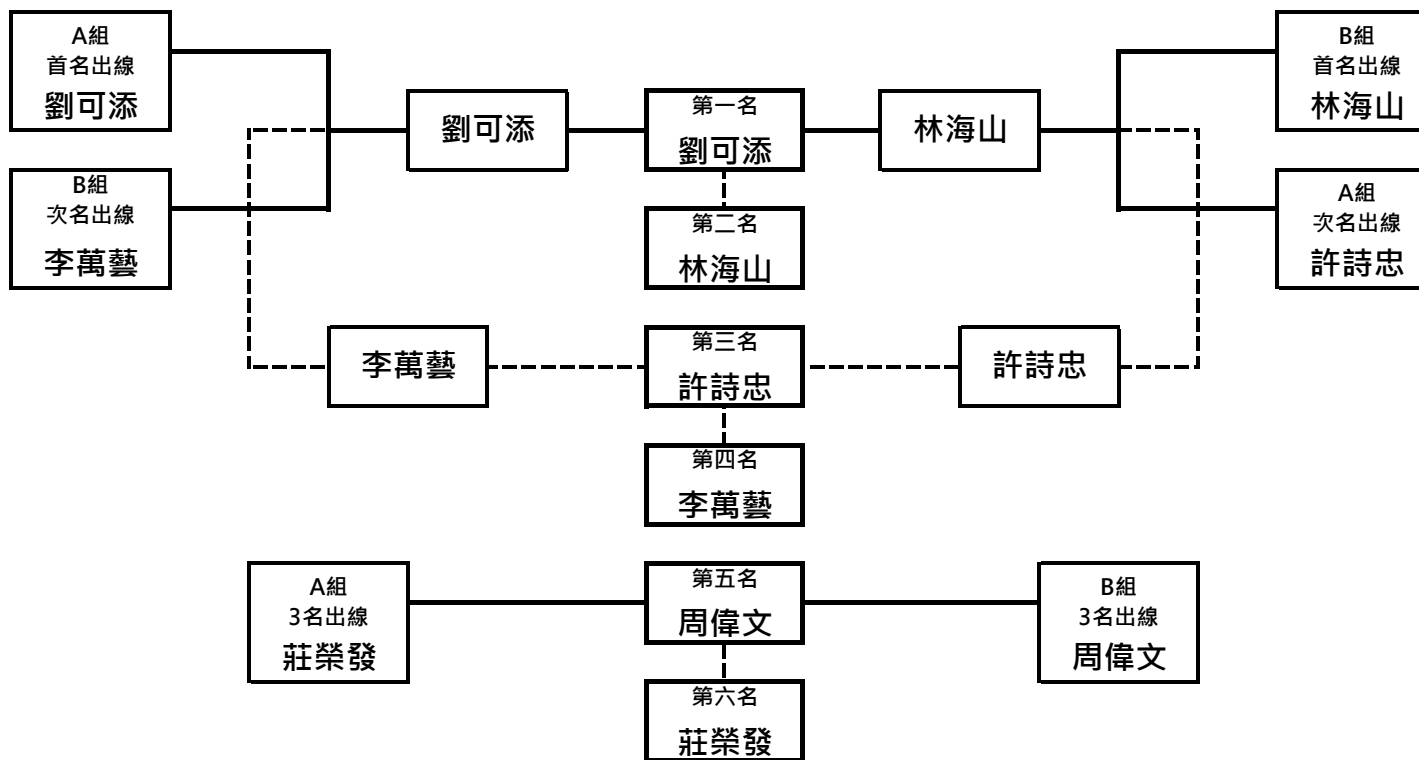 A組
首名出線
劉可添
B組
次名出線
李萬藝
劉可添
第一名
劉可添
第二名
林海山
林海山
B組
首名出線
林海山
A組
次名出線
許詩忠
李萬藝
第三名
許詩忠
第四名
李萬藝
許詩忠
A組
3名出線
莊榮發
第五名
周偉文
第六名
莊榮發
B組
3名出線
周偉文